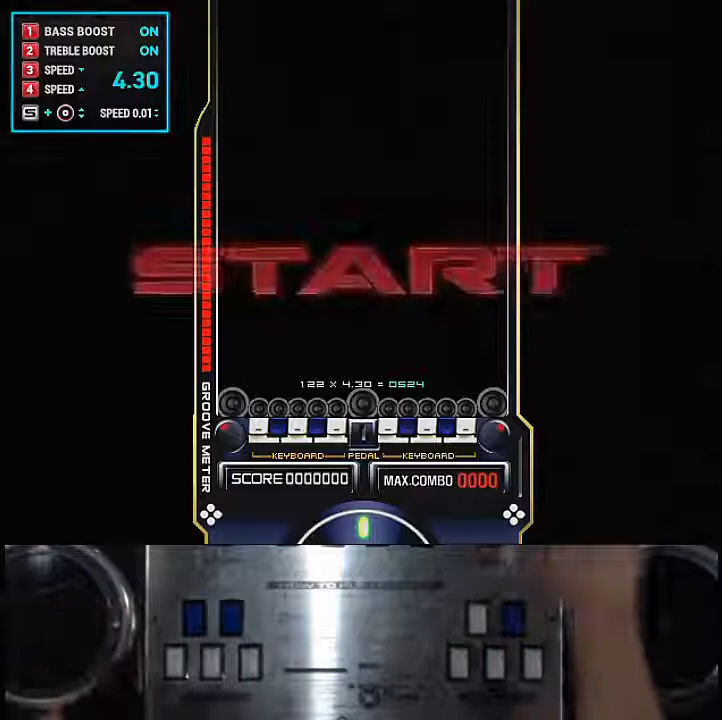 1 BASS BOOST ON
2 TREBLE BOOST ON
3 SPEED
4.30
4 SPEED
S + SPEED 0.01
START
122 X 4.30 = 0524
KEYBOARD PEDAL KEYBOARD
GROOVE METER
SCORE 0000000 MAX.COMBO 0000